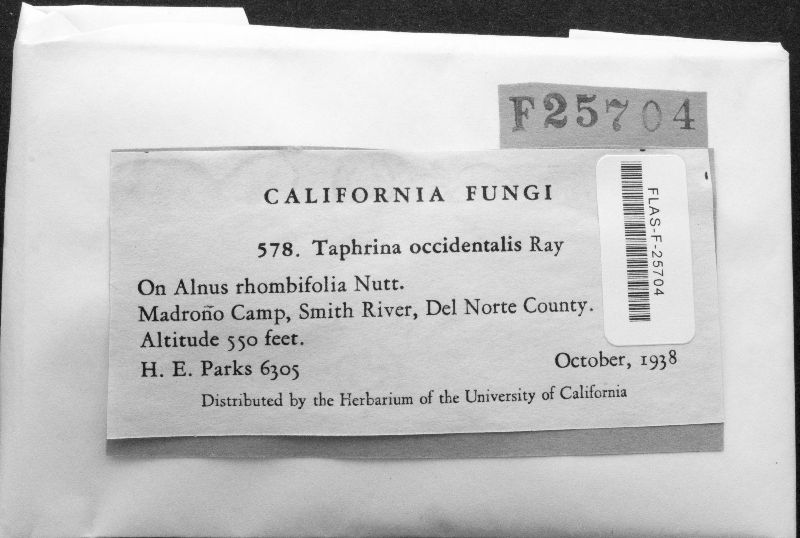 F25704
CALIFORNIA FUNGI
FLAS-F-25704
578. Taphrina occidentalis Ray
On Alnus rhombifolia Nutt.
Madroño Camp, Smith River, Del Norte County.
Altitude 550 feet.
H. E. Parks 6305 October, 1938
Distributed by the Herbarium of the University of California